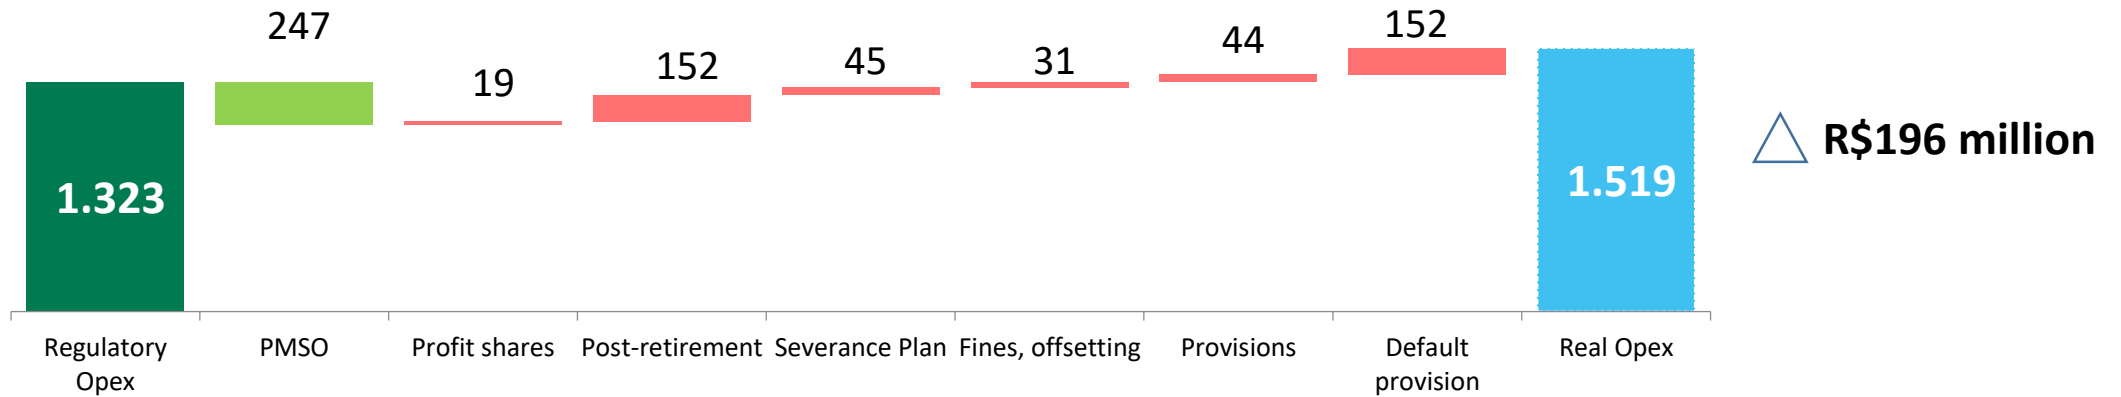 247
19
152
45
31
44
152
1.323
1.519
R$196 million
Regulatory
Opex
PMSO
Profit shares
Post-retirement
Severance Plan
Fines, offsetting
Provisions
Default
provision
Real Opex